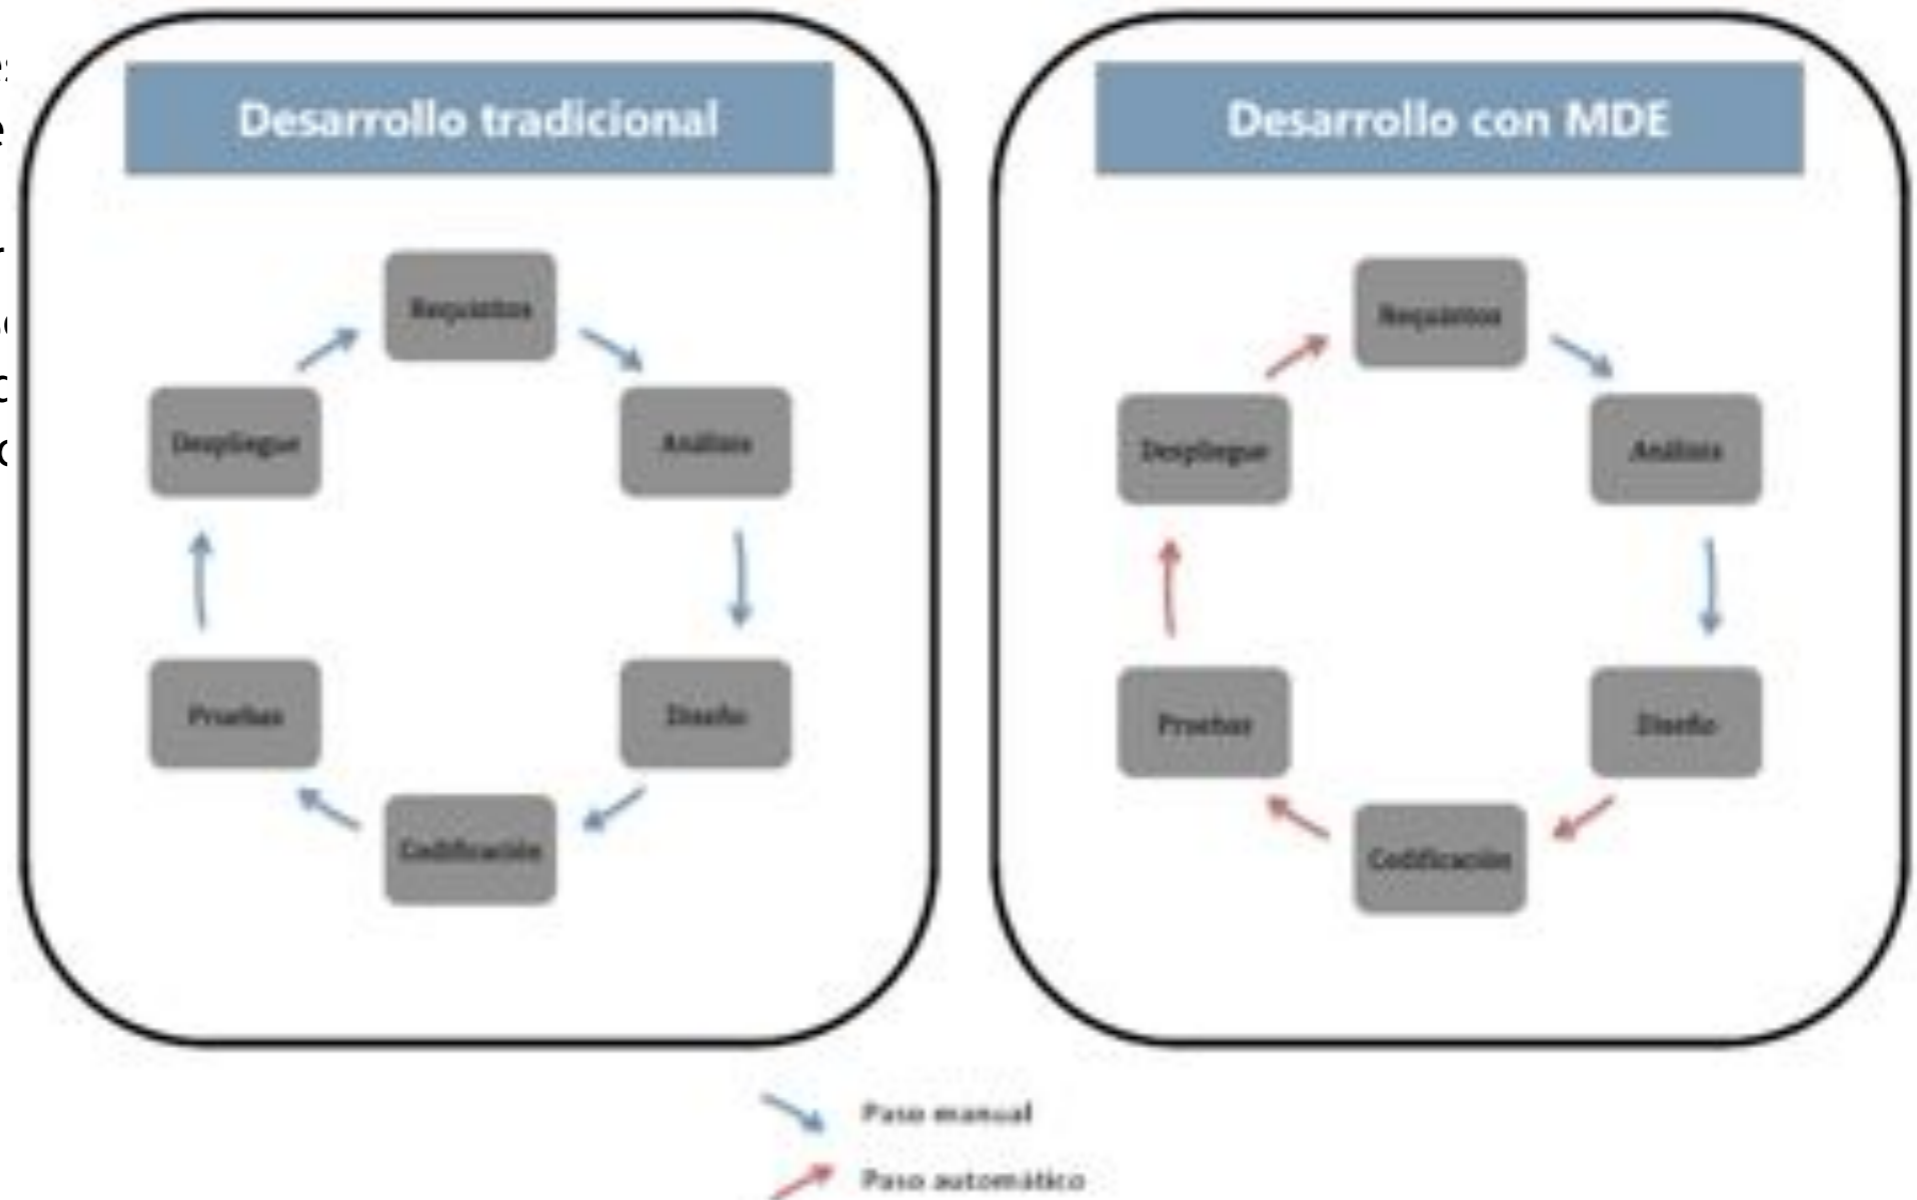 Desarrollo tradicional
Requisitos
Análisis
Diseño
Codificación
Pruebas
Despliegue
Desarrollo con MDE
Requisitos
Análisis
Diseño
Codificación
Pruebas
Despliegue
Paso manual
Paso automático